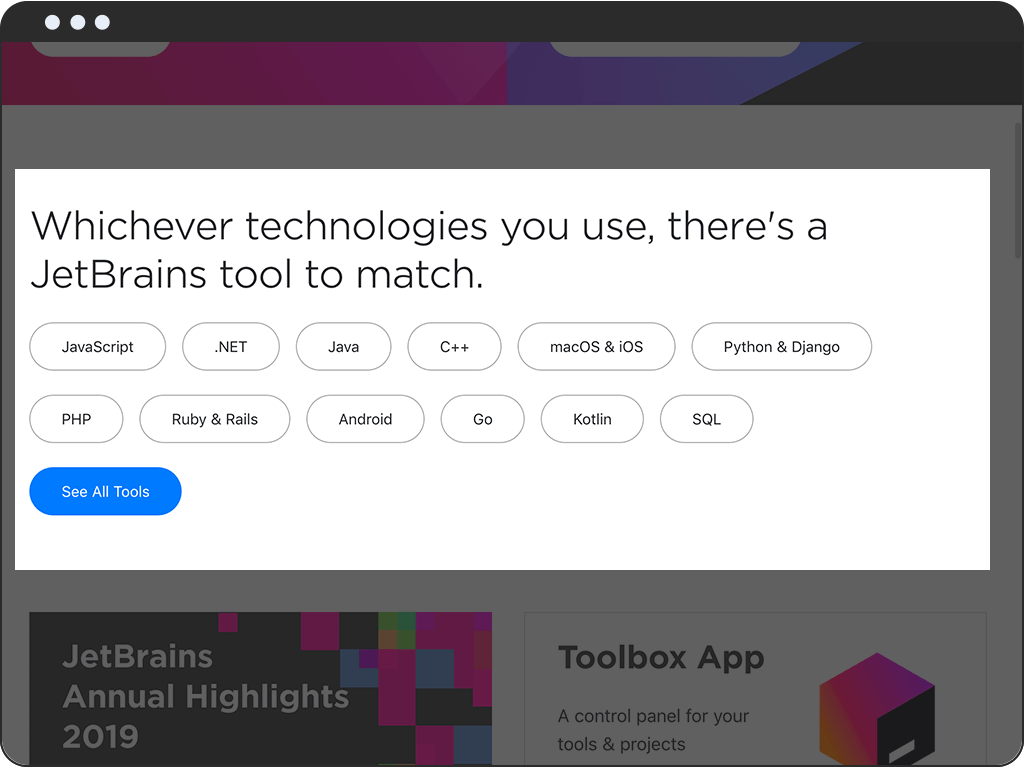 Whichever technologies you use, there's a
JetBrains tool to match.
JavaScript .NET Java C++ macOS & iOS Python & Django
PHP Ruby & Rails Android Go Kotlin SQL
See All Tools
JetBrains
Annual Highlights
2019
Toolbox App
A control panel for your
tools & projects